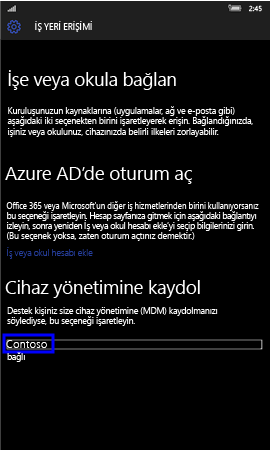 2:45
İŞ YERİ ERİŞİMİ
İşe veya okula bağlan
Kuruluşunuzun kaynaklarına (uygulamalar, ağ ve e-posta gibi)
aşağıdaki iki seçenekten birini işaretleyerek erişin. Bağlandığınızda,
işiniz veya okulunuz, cihazınızda belirli ilkeleri zorlayabilir.
Azure AD’de oturum aç
Office 365 veya Microsoft’un diğer iş hizmetlerinden birini kullanıyorsanız
bu seçeneği işaretleyin. Hesap sayfanıza gitmek için aşağıdaki bağlantıyı
izleyin, sonra yeniden İş veya okul hesabı ekle’yi seçip bilgilerinizi girin.
(Bu seçenek yoksa, zaten oturum açtınız demektir.)
İş veya okul hesabı ekle
Cihaz yönetimine kaydol
Destek kişiniz size cihaz yönetimine (MDM) kaydolmanızı
söylediyse, bu seçeneği işaretleyin.
Contoso
bağlı